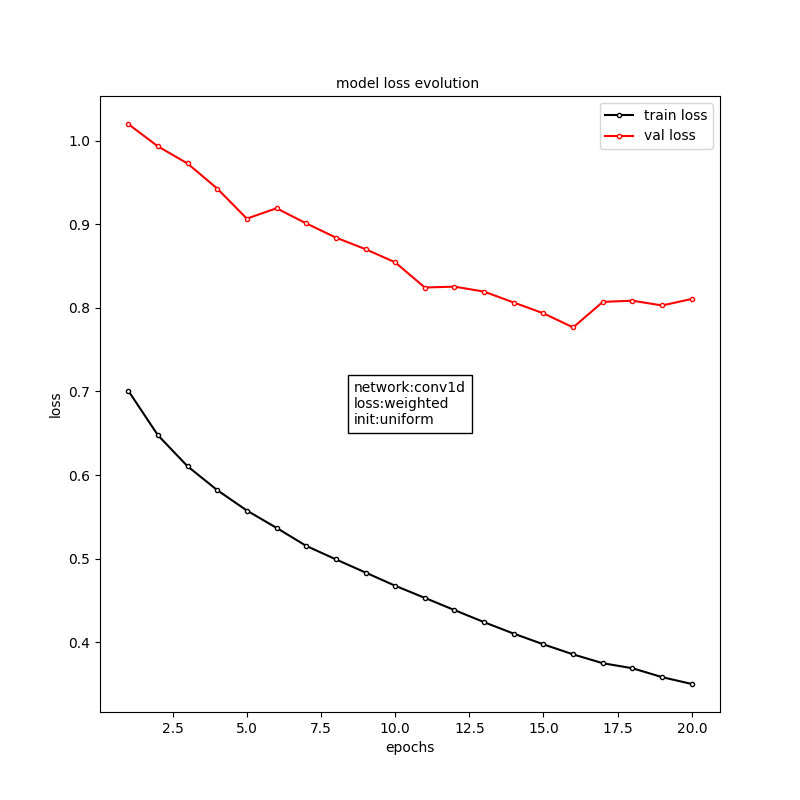 model loss evolution
train loss
val loss
1.0
0.9
0.8
0.7
0.6
0.5
0.4
loss
network:conv1d
loss:weighted
init:uniform
2.5 5.0 7.5 10.0 12.5 15.0 17.5 20.0
epochs